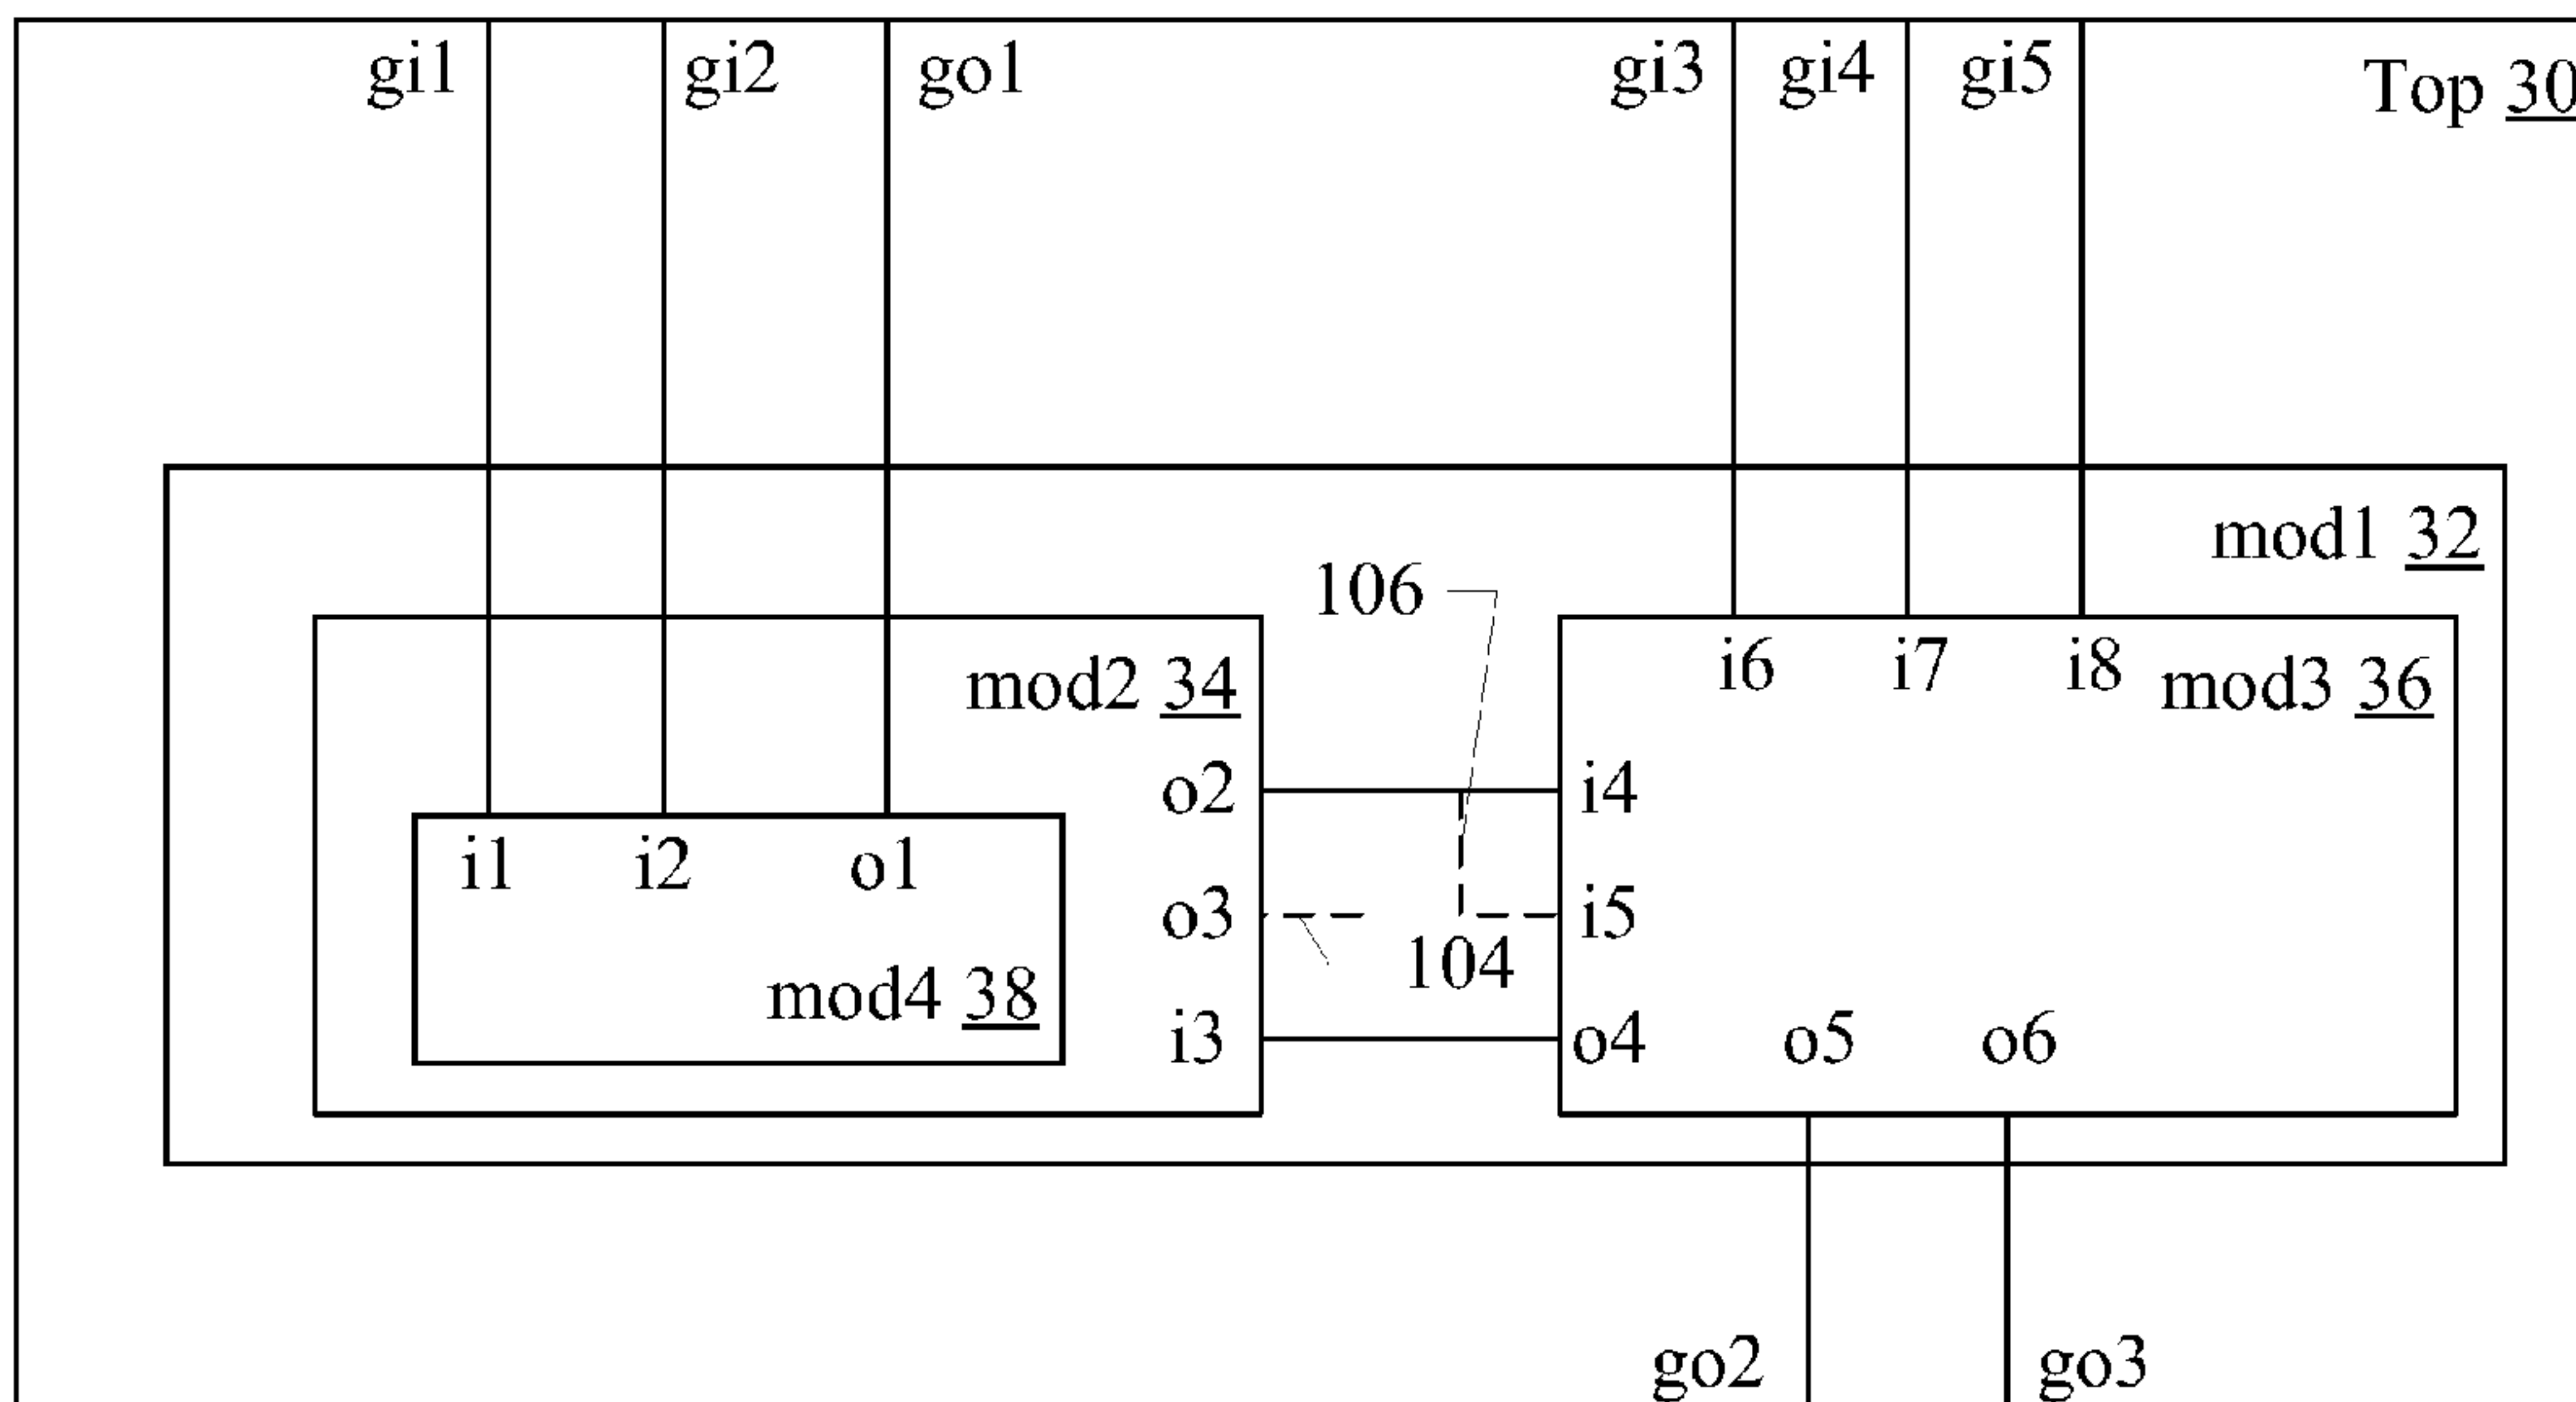 gi1 gi2 go1 gi3 gi4 gi5
Top 30
mod1 32
106
mod2 34
i6 i7 i8 mod3 36
o2 i4
i1 i2 o1
o3 i5
104
mod4 38
i3 o4 o5 o6
go2 go3